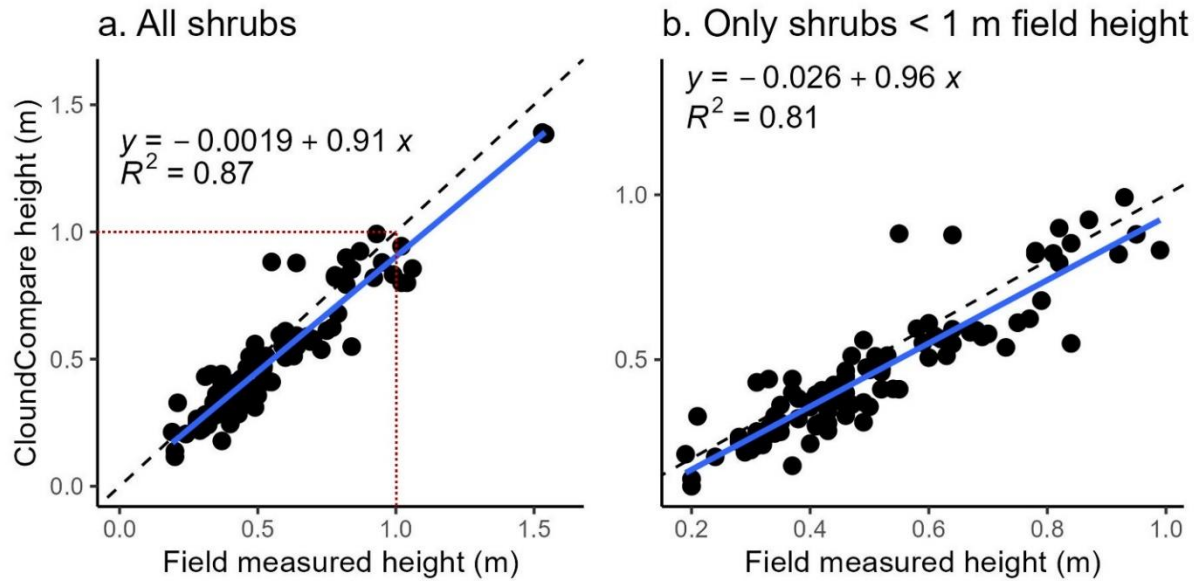 a. All shrubs
y = − 0.0019 + 0.91 x
R² = 0.87
CloundCompare height (m)
1.5
1.0
0.5
0.0
0.0 0.5 1.0 1.5
Field measured height (m)
b. Only shrubs < 1 m field height
y = − 0.026 + 0.96 x
R² = 0.81
1.0
0.5
0.2 0.4 0.6 0.8 1.0
Field measured height (m)